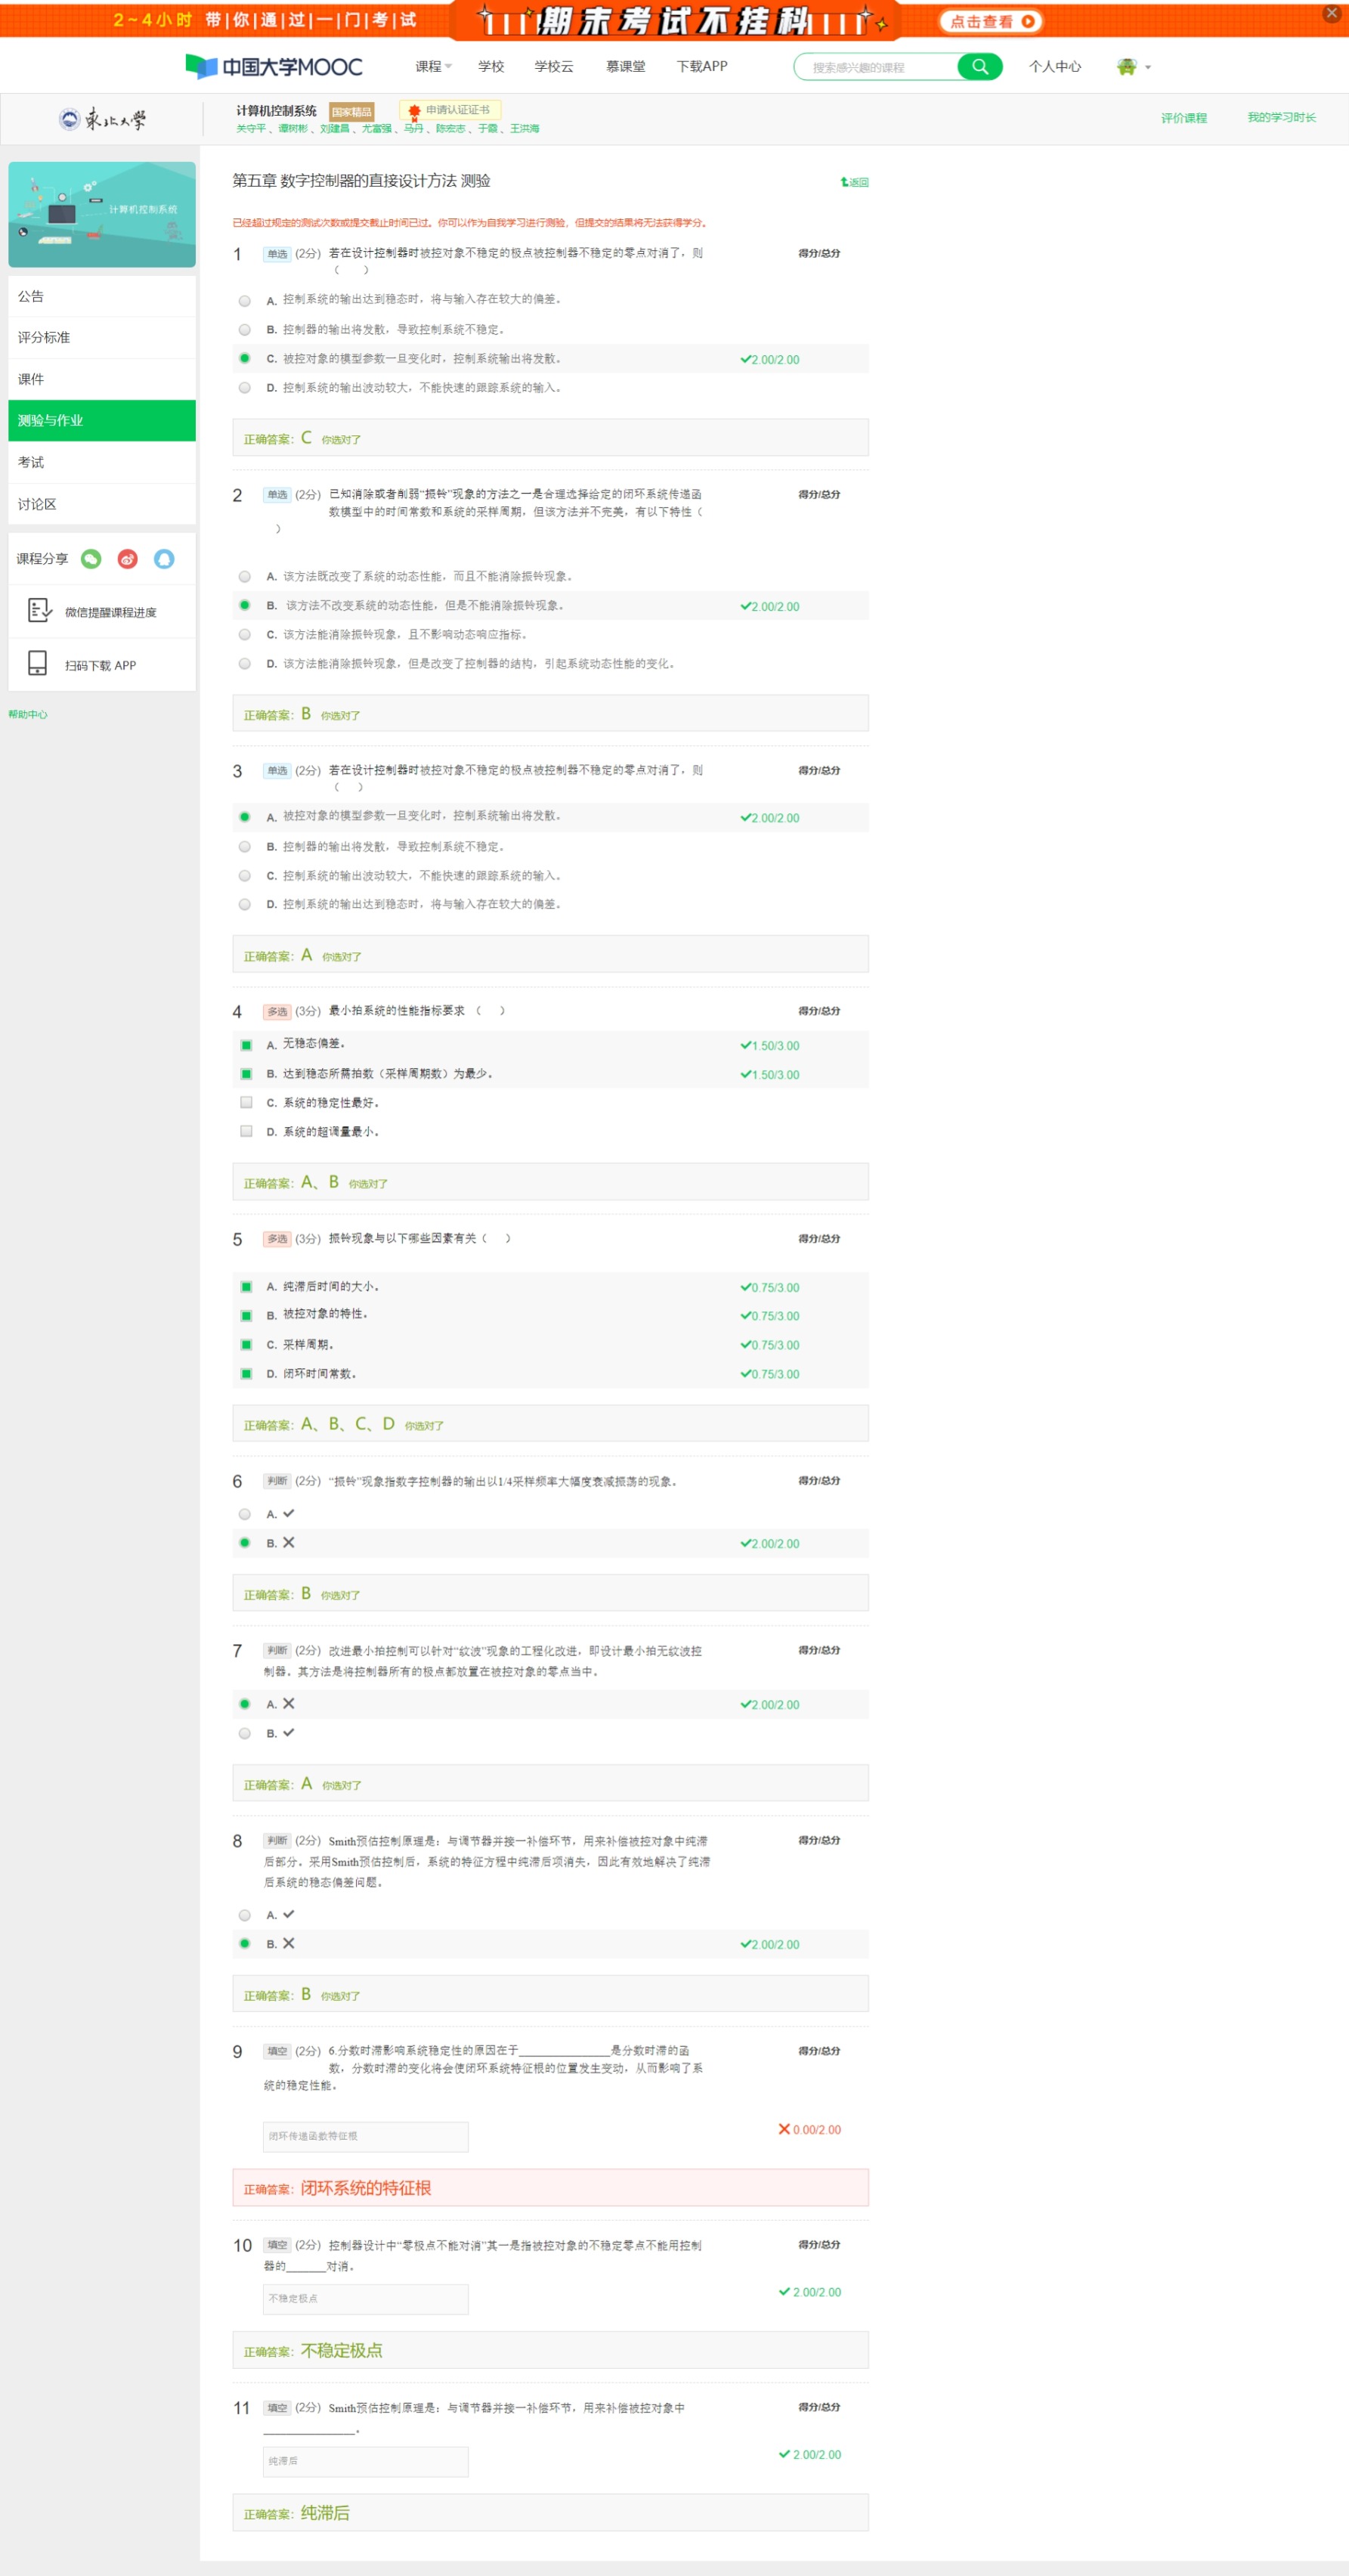 2~4小时 带|你|通|过|一|门|考|试 期末考试不挂科 点击查看
中国大学MOOC 课程 学校 学校云 慕课堂 下载APP 搜索感兴趣的课程 个人中心
东北大学 计算机控制系统 国家精品 申请认证证书 评价课程 我的学习时长
关守平、谭树彬、刘建昌、尤富强、马丹、陈宏志、于霞、王洪海
计算机控制系统
公告
评分标准
课件
测验与作业
考试
讨论区
课程分享
微信提醒课程进度
扫码下载 APP
帮助中心
第五章 数字控制器的直接设计方法 测验 返回
已经超过规定的测试次数或提交截止时间已过。你可以作为自我学习进行测验，但提交的结果将无法获得学分。
1 单选 (2分) 若在设计控制器时被控对象不稳定的极点被控制器不稳定的零点对消了，则 得分/总分
（ ）
A. 控制系统的输出达到稳态时，将与输入存在较大的偏差。
B. 控制器的输出将发散，导致控制系统不稳定。
C. 被控对象的模型参数一旦变化时，控制系统输出将发散。 2.00/2.00
D. 控制系统的输出波动较大，不能快速的跟踪系统的输入。
正确答案：C 你选对了
2 单选 (2分) 已知消除或者削弱“振铃”现象的方法之一是合理选择给定的闭环系统传递函 得分/总分
数模型中的时间常数和系统的采样周期，但该方法并不完美，有以下特性（
）
A. 该方法既改变了系统的动态性能，而且不能消除振铃现象。
B. 该方法不改变系统的动态性能，但是不能消除振铃现象。 2.00/2.00
C. 该方法能消除振铃现象，且不影响动态响应指标。
D. 该方法能消除振铃现象，但是改变了控制器的结构，引起系统动态性能的变化。
正确答案：B 你选对了
3 单选 (2分) 若在设计控制器时被控对象不稳定的极点被控制器不稳定的零点对消了，则 得分/总分
（ ）
A. 被控对象的模型参数一旦变化时，控制系统输出将发散。 2.00/2.00
B. 控制器的输出将发散，导致控制系统不稳定。
C. 控制系统的输出波动较大，不能快速的跟踪系统的输入。
D. 控制系统的输出达到稳态时，将与输入存在较大的偏差。
正确答案：A 你选对了
4 多选 (3分) 最小拍系统的性能指标要求 （ ） 得分/总分
A. 无稳态偏差。 1.50/3.00
B. 达到稳态所需拍数（采样周期数）为最少。 1.50/3.00
C. 系统的稳定性最好。
D. 系统的超调量最小。
正确答案：A、B 你选对了
5 多选 (3分) 振铃现象与以下哪些因素有关（ ） 得分/总分
A. 纯滞后时间的大小。 0.75/3.00
B. 被控对象的特性。 0.75/3.00
C. 采样周期。 0.75/3.00
D. 闭环时间常数。 0.75/3.00
正确答案：A、B、C、D 你选对了
6 判断 (2分) “振铃”现象指数字控制器的输出以1/4采样频率大幅度衰减振荡的现象。 得分/总分
A. ✔
B. ✕ 2.00/2.00
正确答案：B 你选对了
7 判断 (2分) 改进最小拍控制可以针对“纹波”现象的工程化改进，即设计最小拍无纹波控 得分/总分
制器，其方法是将控制器所有的极点都放置在被控对象的零点当中。
A. ✕ 2.00/2.00
B. ✔
正确答案：A 你选对了
8 判断 (2分) Smith预估控制原理是：与调节器并接一补偿环节，用来补偿被控对象中纯滞 得分/总分
后部分。采用Smith预估控制后，系统的特征方程中纯滞后项消失，因此有效地解决了纯滞
后系统的稳态偏差问题。
A. ✔
B. ✕ 2.00/2.00
正确答案：B 你选对了
9 填空 (2分) 6.分数时滞影响系统稳定性的原因在于________________是分数时滞的函 得分/总分
数，分数时滞的变化将会使闭环系统特征根的位置发生变动，从而影响了系
统的稳定性能。
闭环传递函数特征根 0.00/2.00
正确答案：闭环系统的特征根
10 填空 (2分) 控制器设计中“零极点不能对消”其一是指被控对象的不稳定零点不能用控制 得分/总分
器的_______对消。
不稳定极点 2.00/2.00
正确答案：不稳定极点
11 填空 (2分) Smith预估控制原理是：与调节器并接一补偿环节，用来补偿被控对象中 得分/总分
________________。
纯滞后 2.00/2.00
正确答案：纯滞后